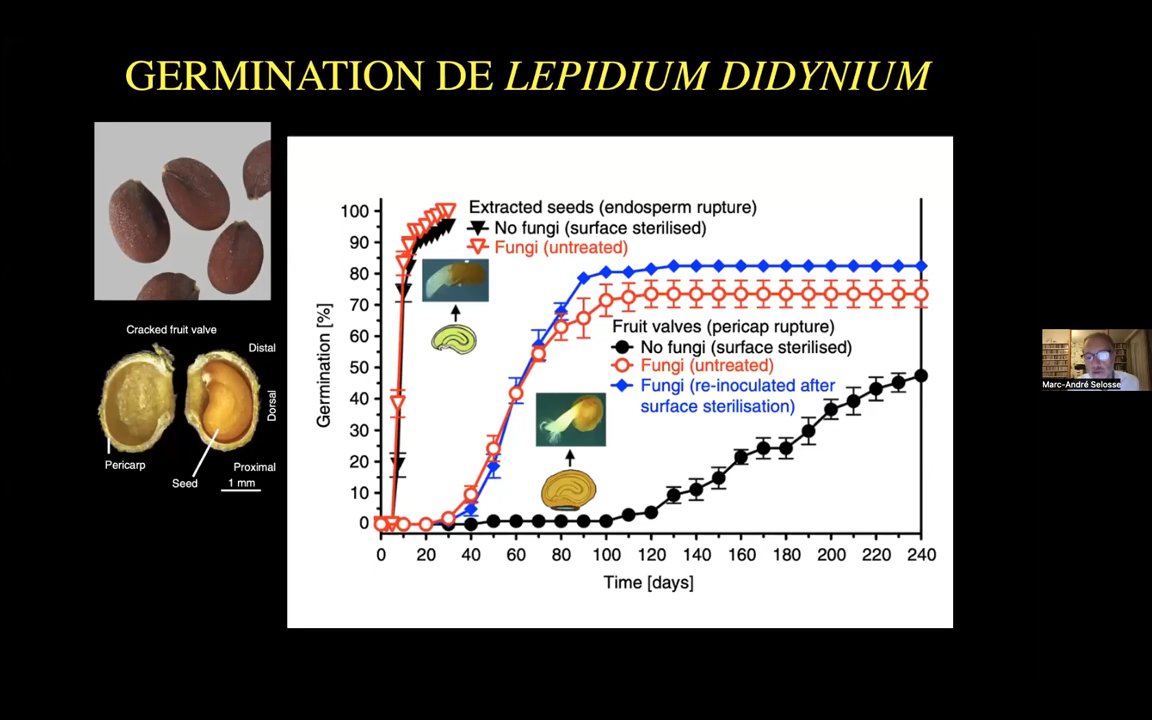 GERMINATION DE LEPIDIUM DIDYNIUM
Cracked fruit valve
Distal
Dorsal
Pericarp
Seed
Proximal
1 mm
Germination [%]
100
90
80
70
60
50
40
30
20
10
0
Extracted seeds (endosperm rupture)
No fungi (surface sterilised)
Fungi (untreated)
Fruit valves (pericap rupture)
No fungi (surface sterilised)
Fungi (untreated)
Fungi (re-inoculated after
surface sterilisation)
0 20 40 60 80 100 120 140 160 180 200 220 240
Time [days]
Marc-André Selosse